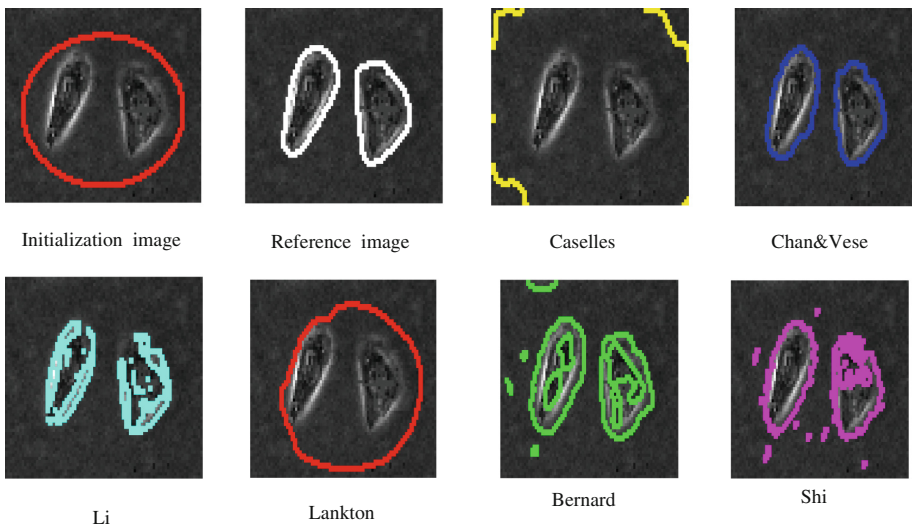 Initialization image
Reference image
Caselles
Chan&Vese
Li
Lankton
Bernard
Shi